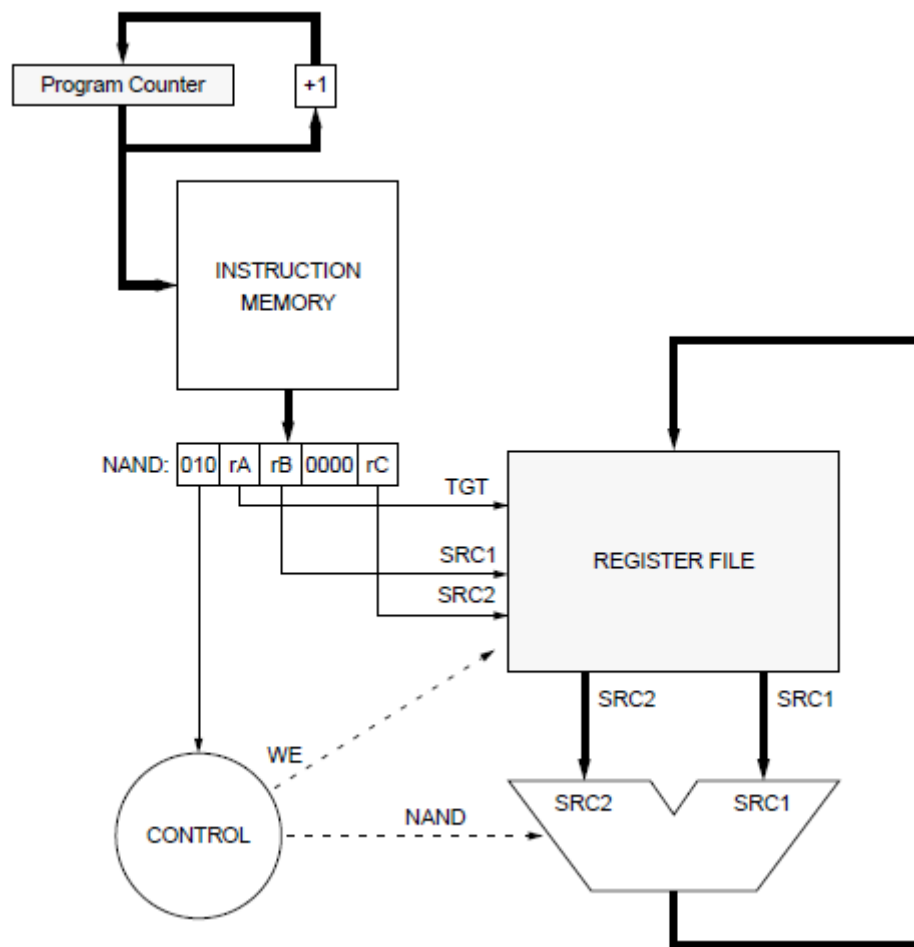 Program Counter
+1
INSTRUCTION
MEMORY
NAND: 010 rA rB 0000 rC
TGT
SRC1
SRC2
REGISTER FILE
SRC2
SRC1
WE
SRC2
SRC1
NAND
CONTROL